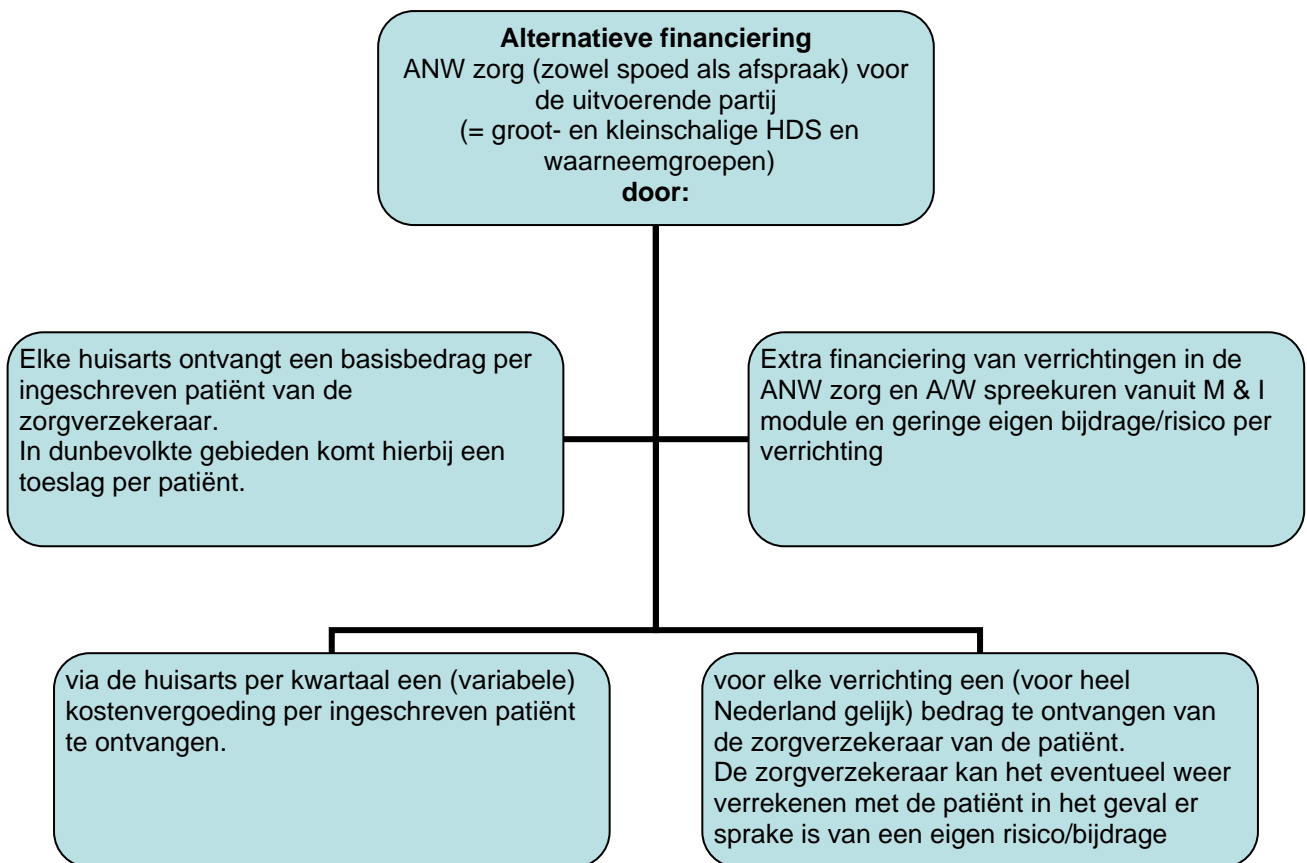 Alternatieve financiering
ANW zorg (zowel spoed als afspraak) voor
de uitvoerende partij
(= groot- en kleinschalige HDS en
waarneemgroepen)
door:
Elke huisarts ontvangt een basisbedrag per
ingeschreven patiënt van de
zorgverzekeraar.
In dunbevolkte gebieden komt hierbij een
toeslag per patiënt.
Extra financiering van verrichtingen in de
ANW zorg en A/W spreekuren vanuit M & I
module en geringe eigen bijdrage/risico per
verrichting
via de huisarts per kwartaal een (variabele)
kostenvergoeding per ingeschreven patiënt
te ontvangen.
voor elke verrichting een (voor heel
Nederland gelijk) bedrag te ontvangen van
de zorgverzekeraar van de patiënt.
De zorgverzekeraar kan het eventueel weer
verrekenen met de patiënt in het geval er
sprake is van een eigen risico/bijdrage